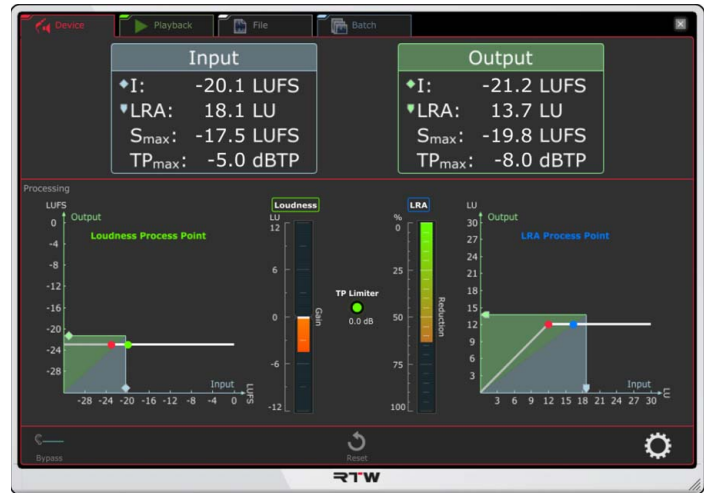 Device Playback File Batch
Input Output
I: -20.1 LUFS I: -21.2 LUFS
LRA: 18.1 LU LRA: 13.7 LU
Smax: -17.5 LUFS Smax: -19.8 LUFS
TPmax: -5.0 dBTP TPmax: -8.0 dBTP
Processing
LUFS
Output
Loudness Process Point
0
-4
-8
-12
-16
-20
-24
-28
Input
-28 -24 -20 -16 -12 -8 -4 0 LUFS
Loudness
LU
12
6
0
-6
-12
Gain
TP Limiter
0.0 dB
LRA
%
0
25
50
75
100
Reduction
LU
Output
LRA Process Point
30
27
24
21
18
15
12
9
6
3
Input
3 6 9 12 15 18 21 24 27 30 LU
Bypass Reset
RTW